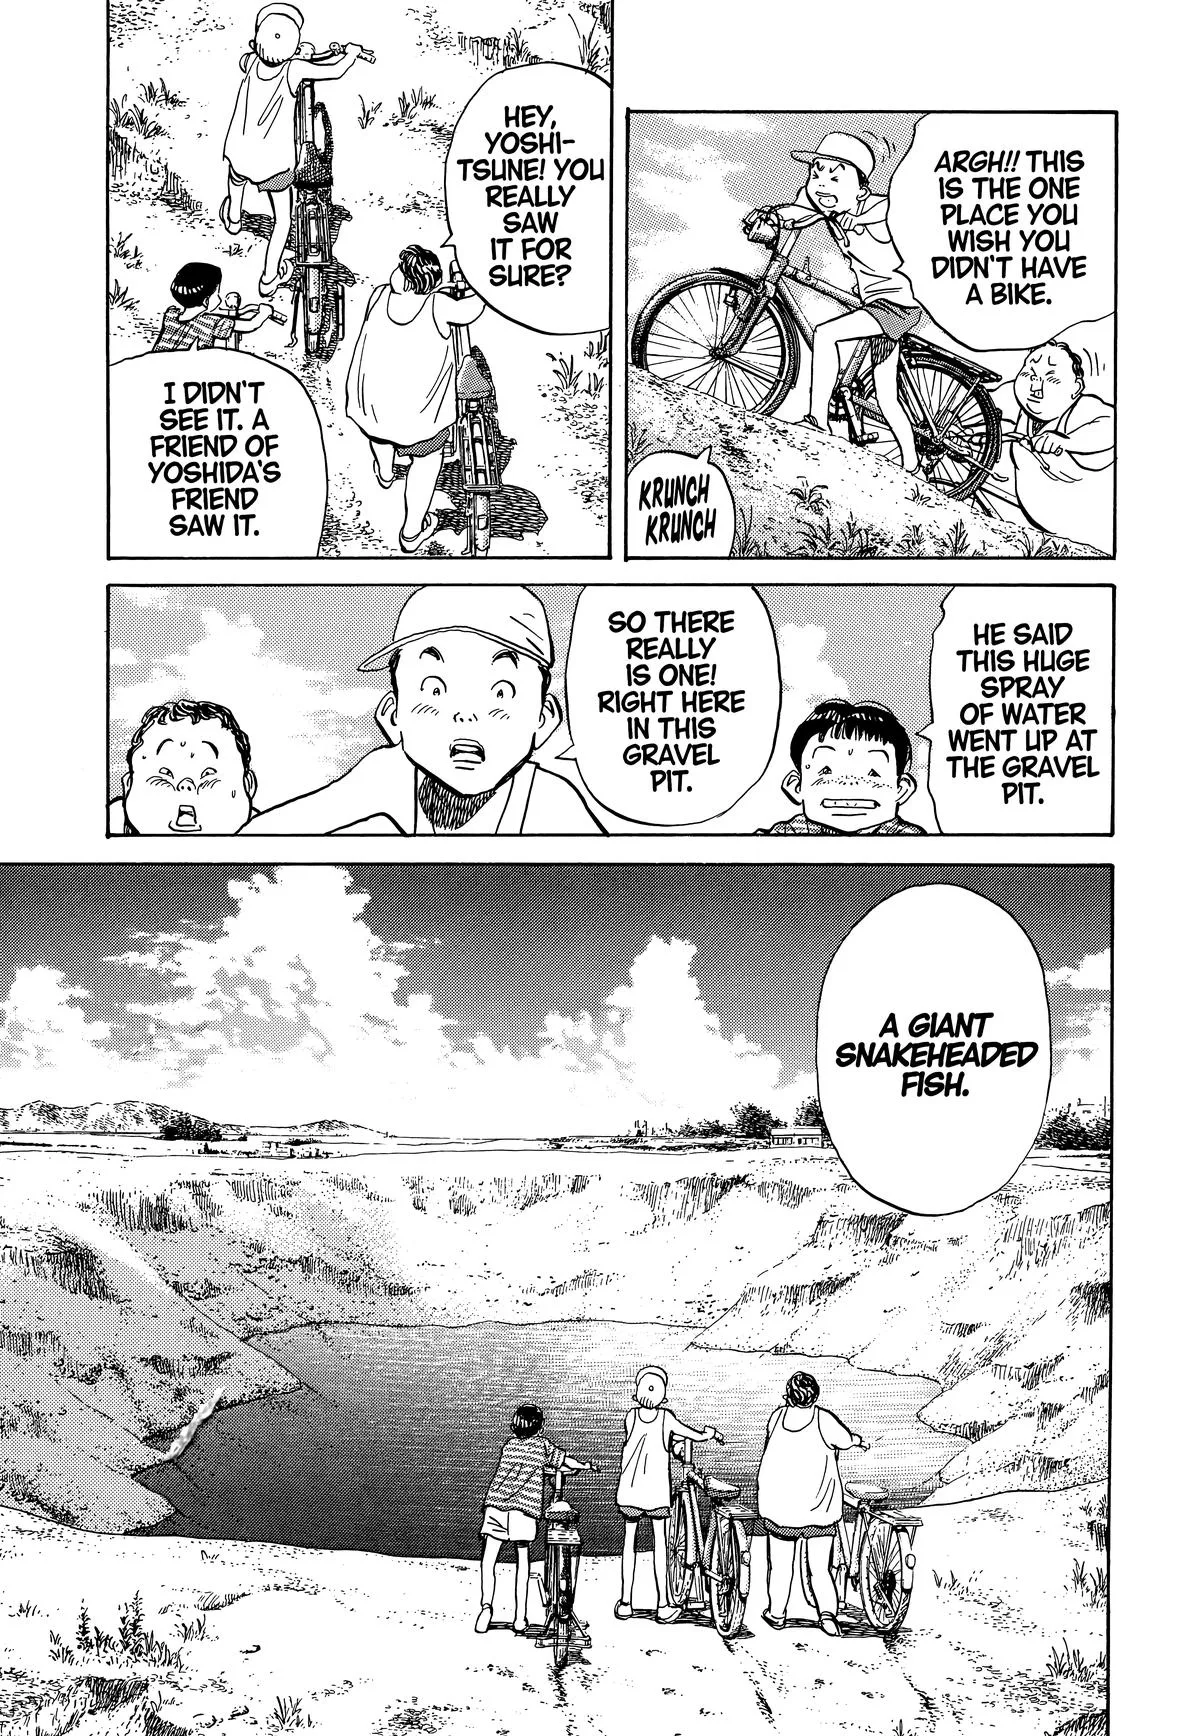 ARGH!! THIS
IS THE ONE
PLACE YOU
WISH YOU
DIDN'T HAVE
A BIKE.
KRUNCH
KRUNCH
HEY,
YOSHI-
TSUNE! YOU
REALLY
SAW
IT FOR
SURE?
I DIDN'T
SEE IT. A
FRIEND OF
YOSHIDA'S
FRIEND
SAW IT.
HE SAID
THIS HUGE
SPRAY
OF WATER
WENT UP AT
THE GRAVEL
PIT.
SO THERE
REALLY
IS ONE!
RIGHT HERE
IN THIS
GRAVEL
PIT.
A GIANT
SNAKEHEADED
FISH.